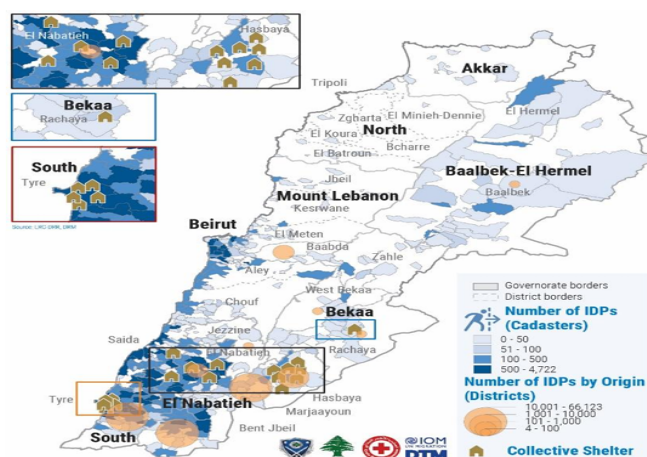 El Nabatieh
Hasbaya
Bekaa
Rachaya
South
Tyre
Akkar
Tripoli
El Hermel
Zgharta
El Minieh-Dennie
El Koura
North
Bcharre
El Batroun
Baalbek-El Hermel
Jbeil
Baalbek
Mount Lebanon
Kesrwane
Beirut
El Meten
Baabda
Zahle
Aley
West Bekaa
Chouf
Bekaa
Jezzine
Saida
El Nabatieh
Rachaya
Hasbaya
Tyre
El Nabatieh
Marjaayoun
South
Bent Jbeil
Governorate borders
District borders
Number of IDPs
(Cadasters)
0 - 50
51 - 100
100 - 500
500 - 4,722
Number of IDPs by Origin
(Districts)
10,001 - 66,123
1,001 - 10,000
101 - 1,000
4 - 100
Collective Shelter
IOM
DTM